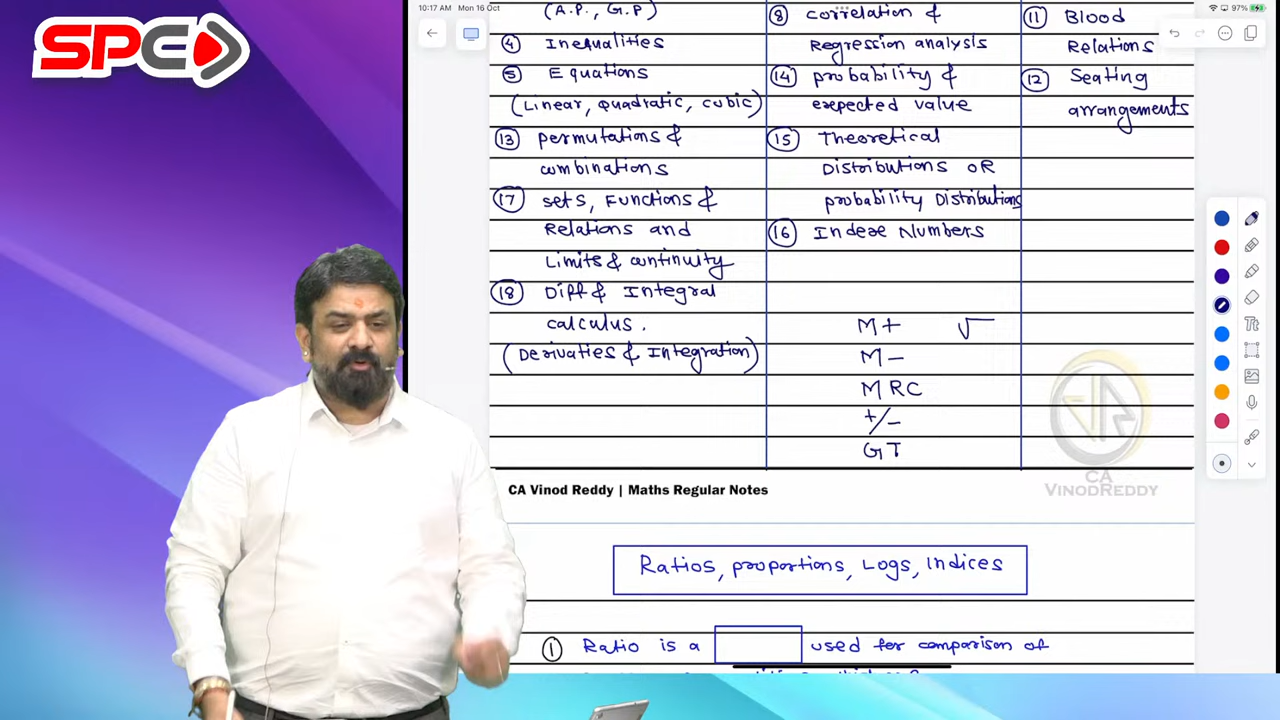 SPC
10:17 AM Mon 16 Oct
97%
(A.P., G.P)
④ Inequalities
⑤ Equations
(Linear, quadratic, cubic)
⑬ permutations &
combinations
⑰ sets, Functions &
Relations and
Limits & continuity
⑱ Diff & Integral
calculus.
(Derivaties & Integration)
⑧ correlation &
Regression analysis
⑭ probability &
expected value
⑮ Theoretical
Distributions OR
probability Distributions
⑯ Index Numbers
M+ √
M-
MRC
+/-
GT
⑪ Blood
Relations
⑫ Seating
arrangements
Tt
CA
VINODREDDY
CA Vinod Reddy | Maths Regular Notes
Ratios, proportions, Logs, Indices
① Ratio is a used for comparison of